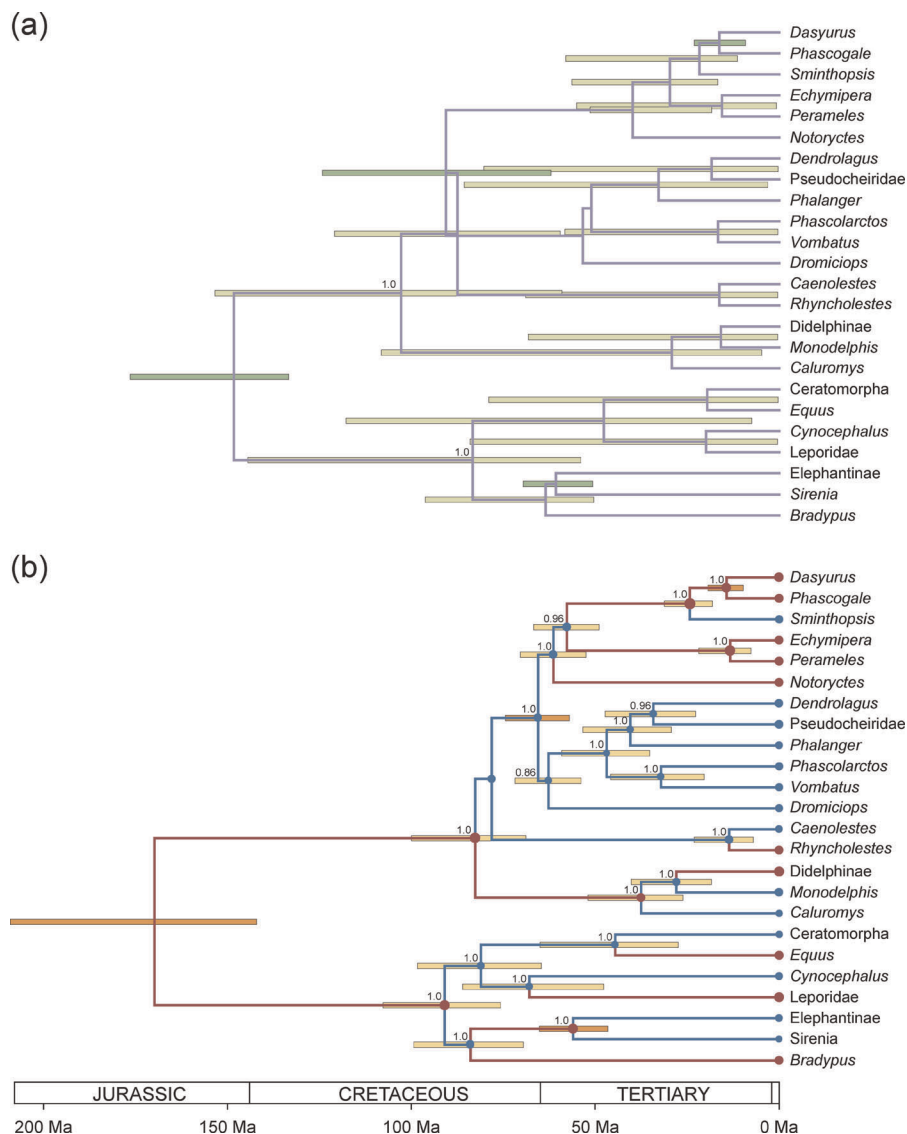 (a)
Dasyurus
Phascogale
Sminthopsis
Echymipera
Perameles
Notoryctes
Dendrolagus
Pseudocheiridae
Phalanger
Phascolarctos
Vombatus
Dromiciops
Caenolestes
1.0
Rhyncholestes
Didelphinae
Monodelphis
Caluromys
Ceratomorpha
Equus
Cynocephalus
1.0
Leporidae
Elephantinae
Sirenia
Bradypus
(b)
Dasyurus
1.0
1.0
Phascogale
Sminthopsis
0.96
Echymipera
1.0
1.0
Perameles
Notoryctes
Dendrolagus
0.96
1.0
1.0
Pseudocheiridae
1.0
Phalanger
Phascolarctos
0.86
1.0
Vombatus
Dromiciops
Caenolestes
1.0
1.0
Rhyncholestes
Didelphinae
1.0
1.0
Monodelphis
Caluromys
Ceratomorpha
1.0
1.0
Equus
Cynocephalus
1.0
1.0
Leporidae
Elephantinae
1.0
1.0
Sirenia
Bradypus
JURASSIC CRETACEOUS TERTIARY
200 Ma 150 Ma 100 Ma 50 Ma 0 Ma